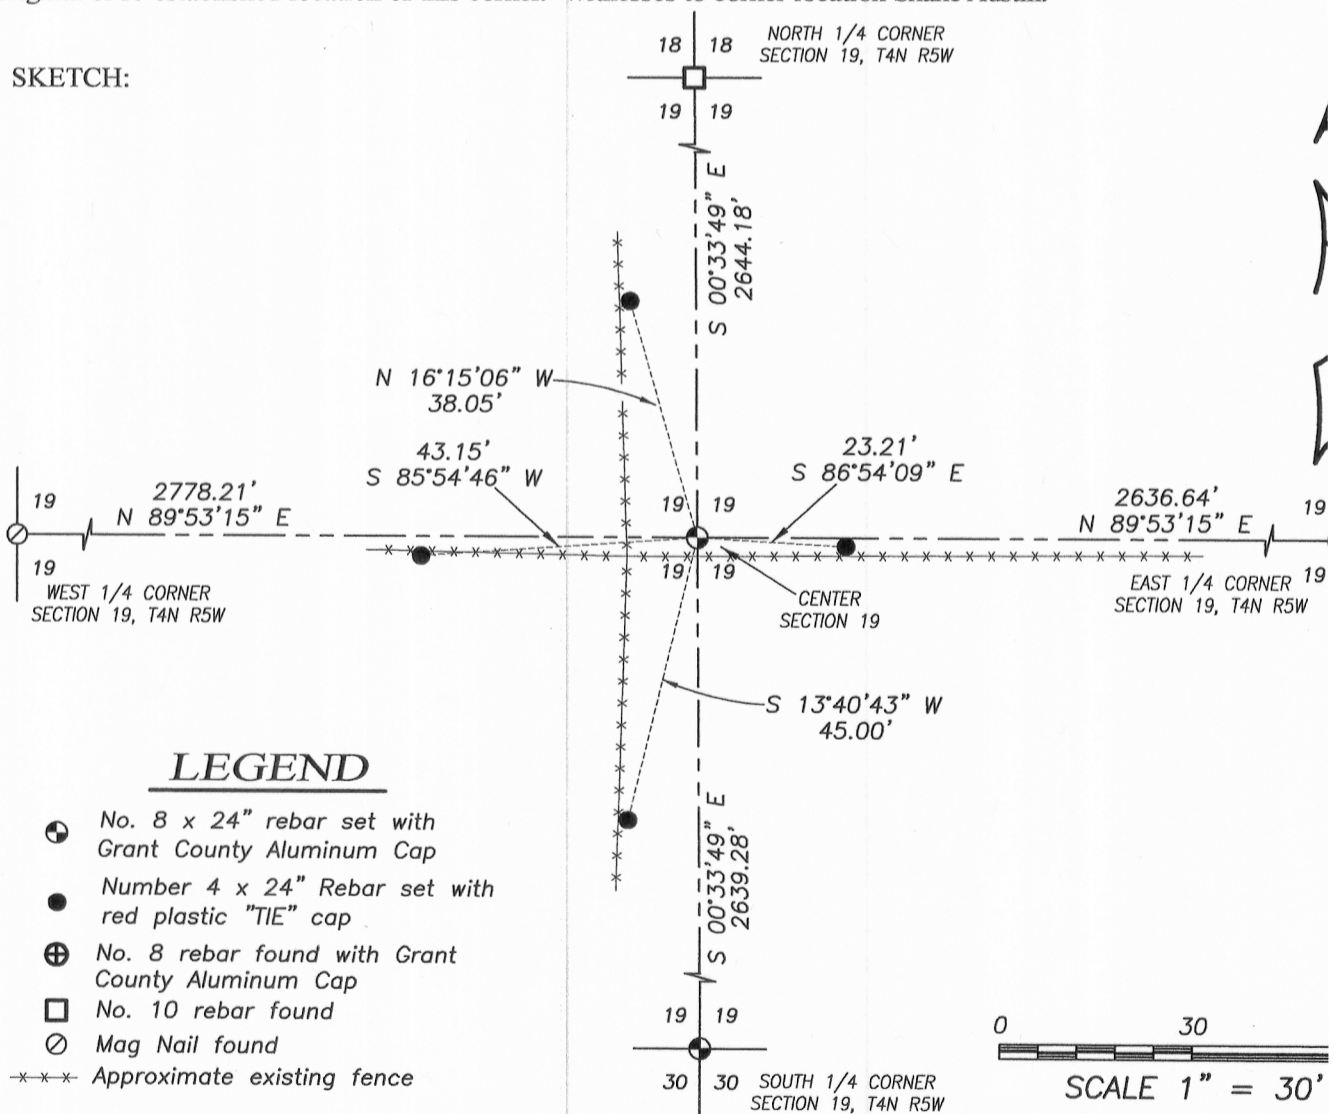 SKETCH:
NORTH 1/4 CORNER
SECTION 19, T4N R5W
18 18
19 19
S 00°33'49" E
2644.18'
N 16°15'06" W
38.05'
43.15'
S 85°54'46" W
23.21'
S 86°54'09" E
19
2778.21'
N 89°53'15" E
19 19
2636.64'
N 89°53'15" E
19
19
WEST 1/4 CORNER
SECTION 19, T4N R5W
19 19
CENTER
SECTION 19
EAST 1/4 CORNER
SECTION 19, T4N R5W
19
S 13°40'43" W
45.00'
S 00°33'49" E
2639.28'
LEGEND
No. 8 x 24" rebar set with
Grant County Aluminum Cap
Number 4 x 24" Rebar set with
red plastic "TIE" cap
No. 8 rebar found with Grant
County Aluminum Cap
No. 10 rebar found
Mag Nail found
Approximate existing fence
19 19
30 30
SOUTH 1/4 CORNER
SECTION 19, T4N R5W
0 30
SCALE 1" = 30'